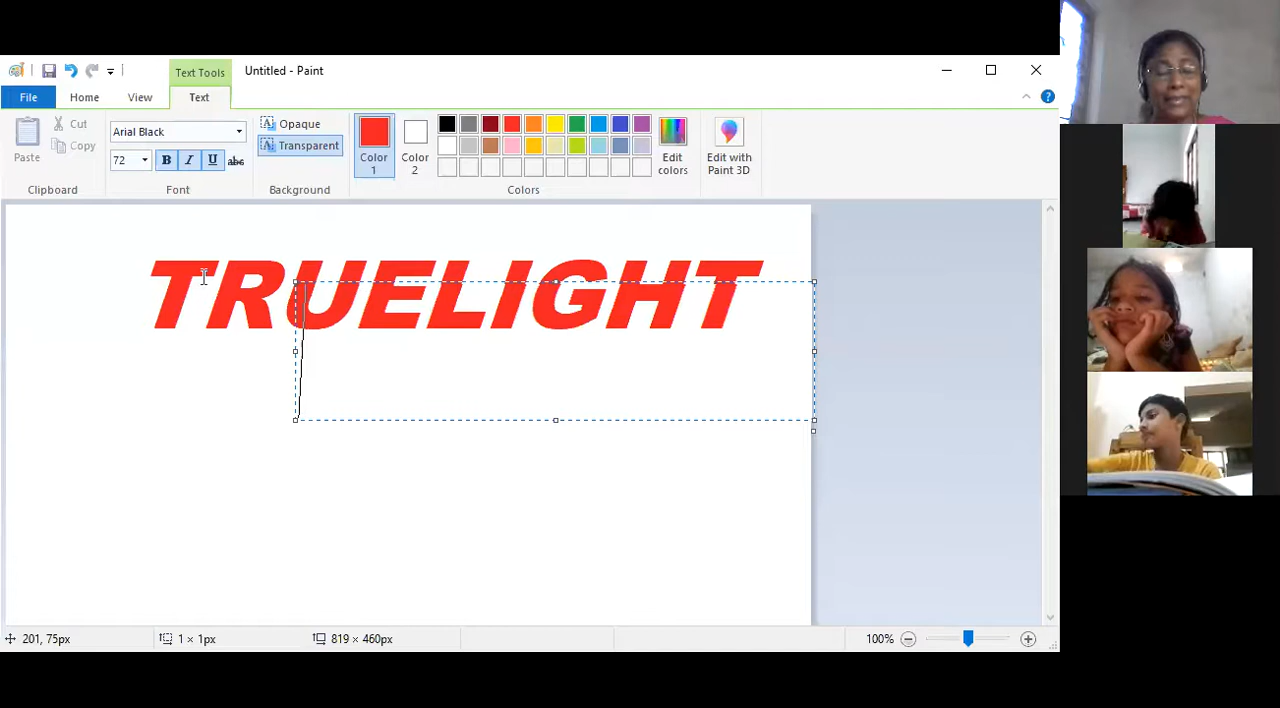 Untitled - Paint
Text Tools
File
Home
View
Text
Paste
Cut
Copy
Clipboard
Arial Black
72
B I U abc
Font
Opaque
Transparent
Background
Color 1
Color 2
Edit colors
Colors
Edit with Paint 3D
TRUELIGHT
201, 75px
1 × 1px
819 × 460px
100%